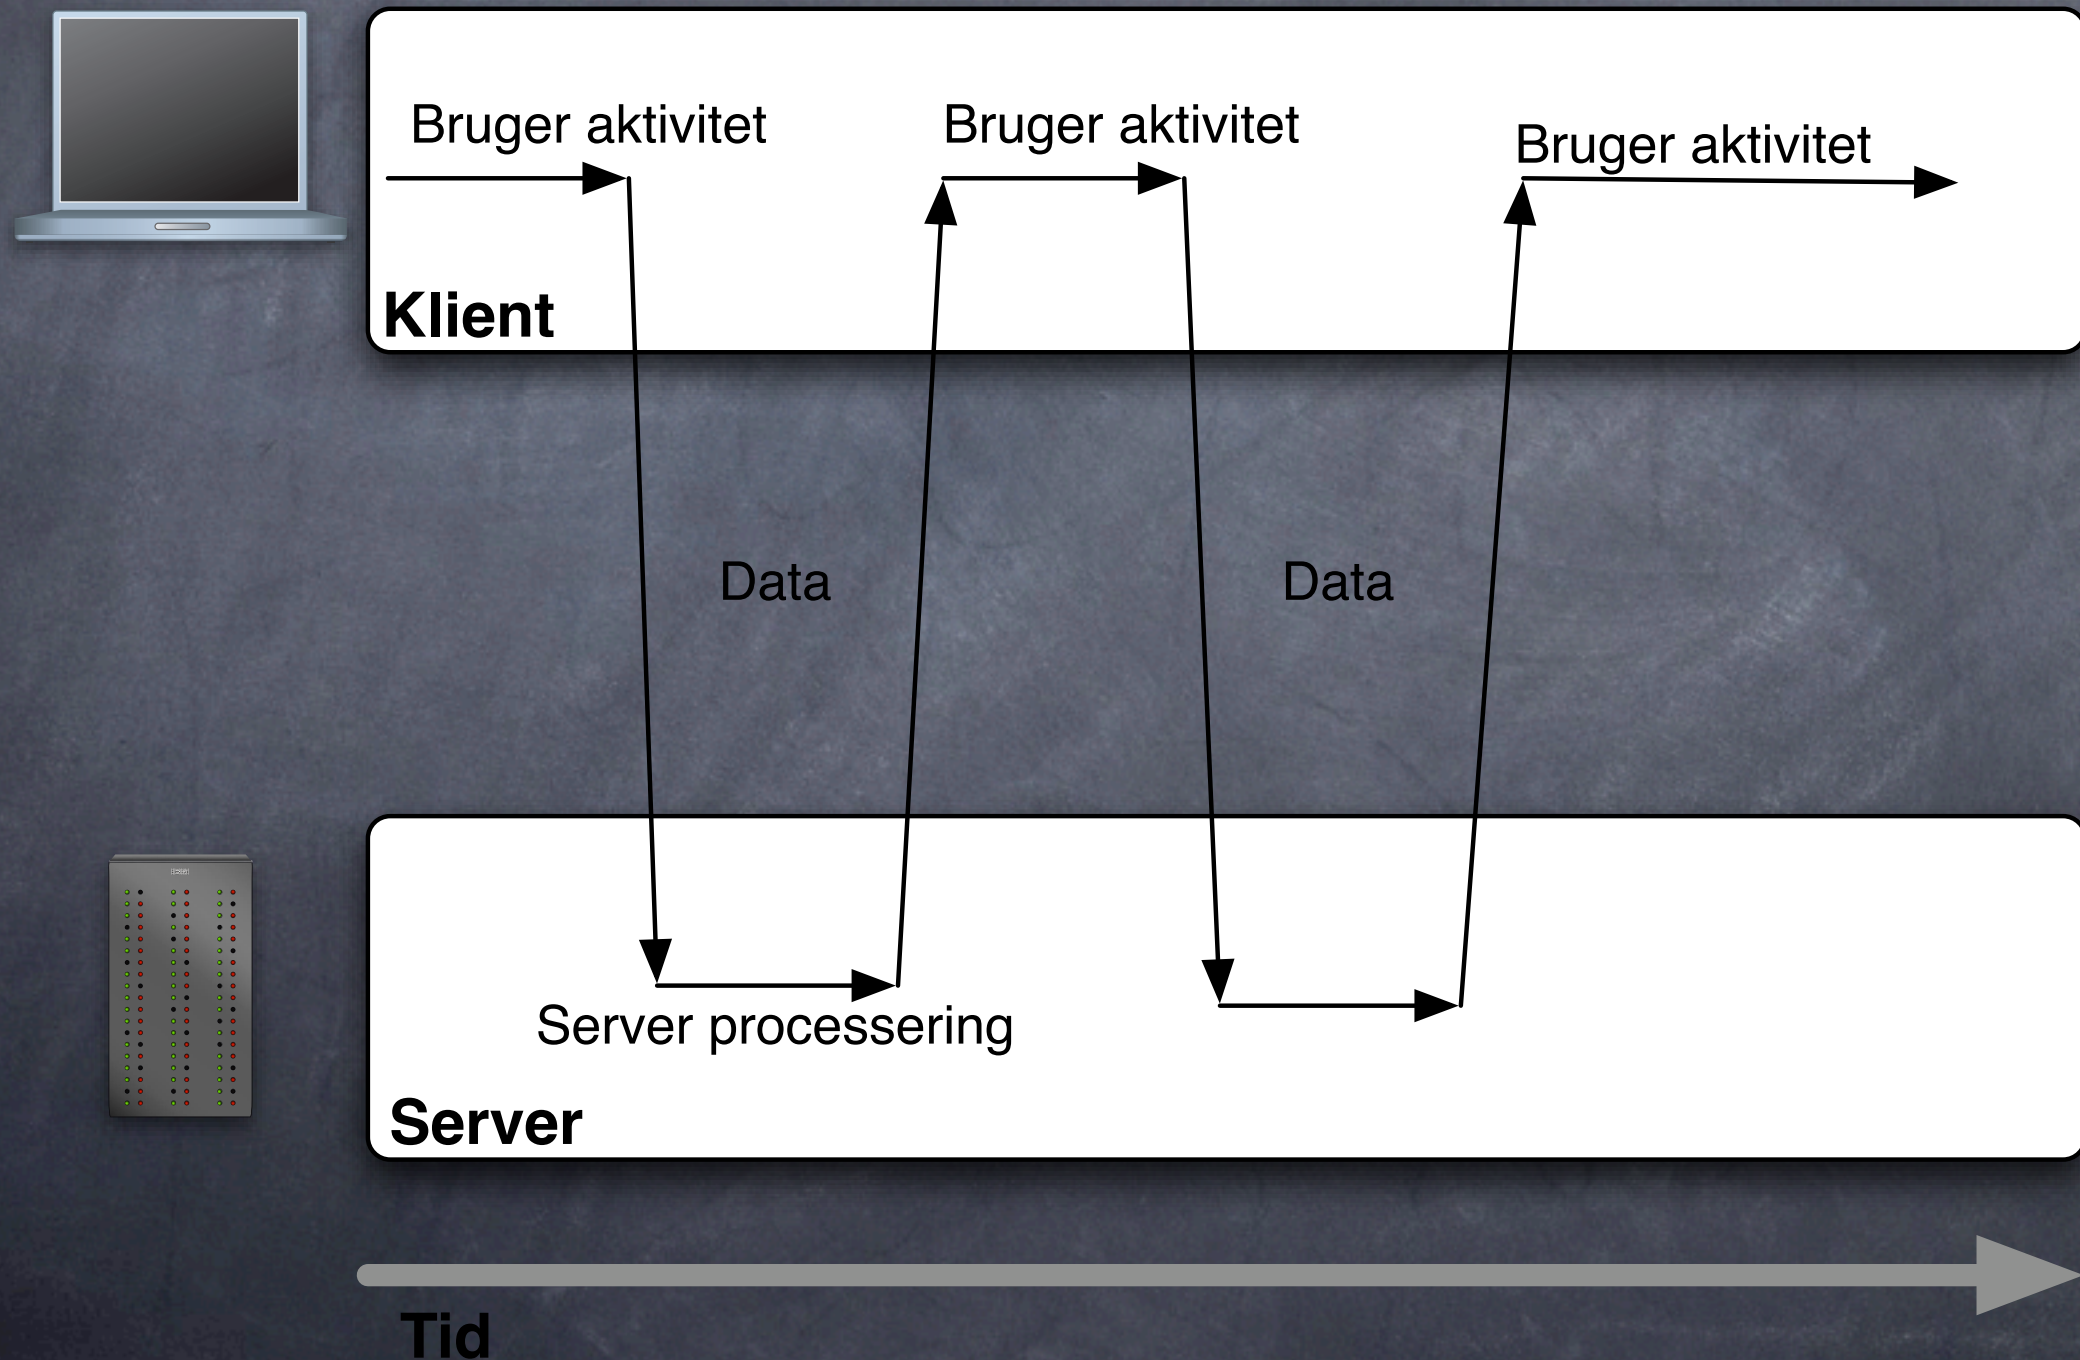 Bruger aktivitet
Bruger aktivitet
Bruger aktivitet
Klient
Data
Data
Server processering
Server
Tid